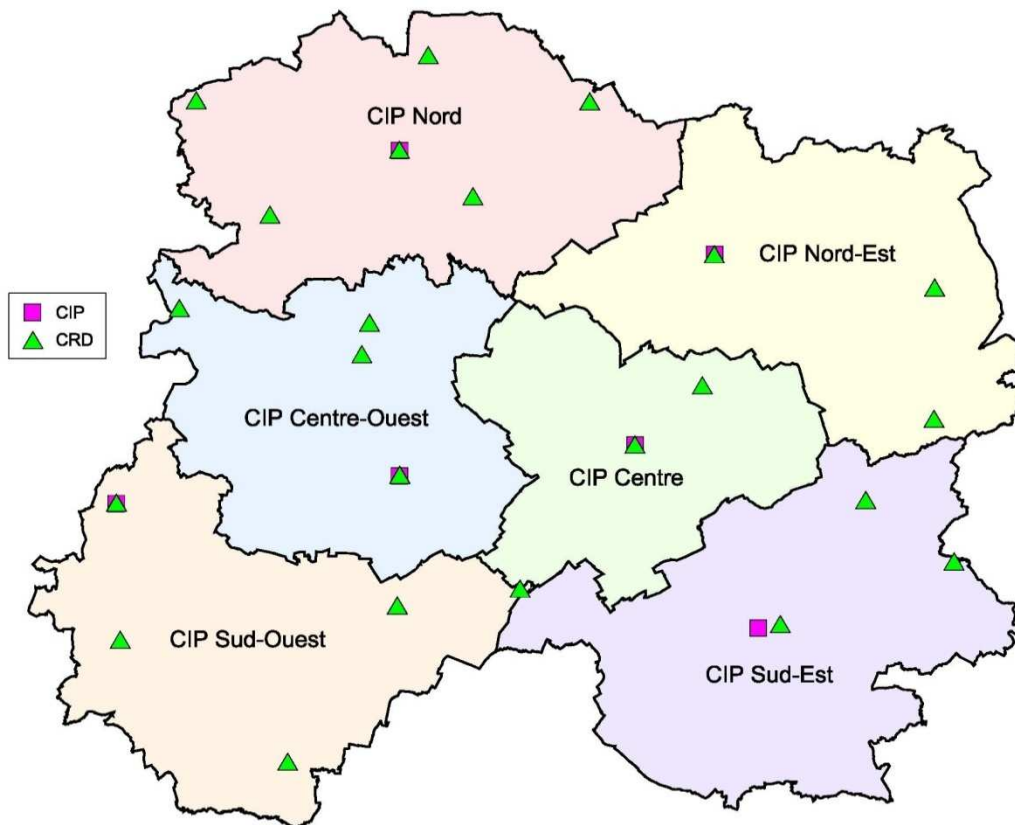 CIP Nord
CIP Nord-Est
CIP
CRD
CIP Centre-Ouest
CIP Centre
CIP Sud-Ouest
CIP Sud-Est